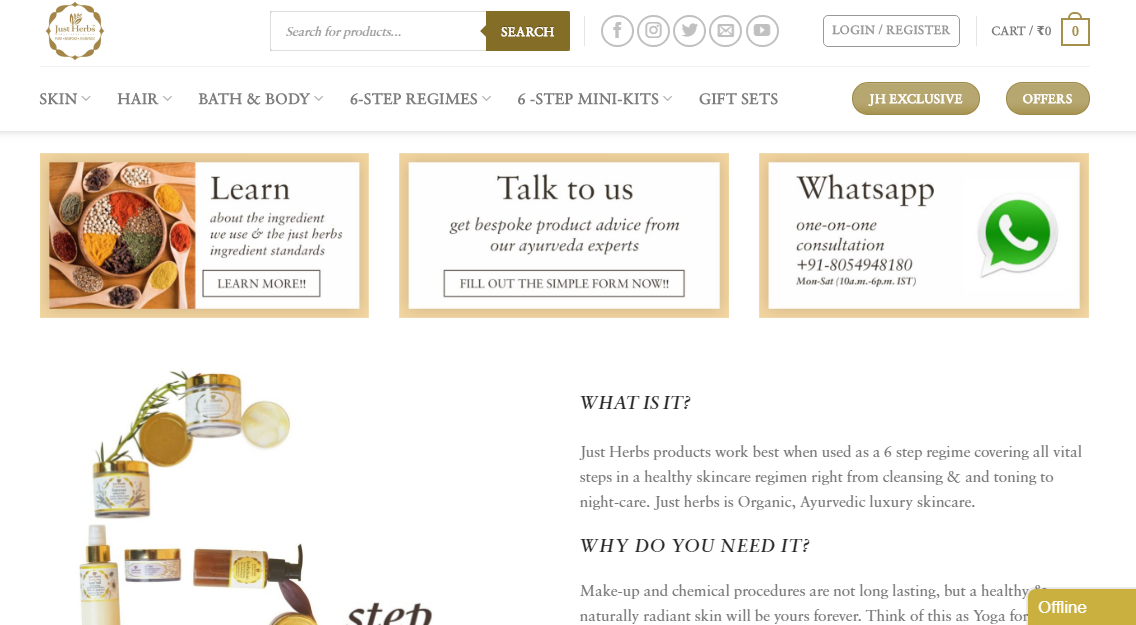 Just Herbs
Search for products...
SEARCH
LOGIN / REGISTER
CART / ₹0
0
SKIN
HAIR
BATH & BODY
6-STEP REGIMES
6 -STEP MINI-KITS
GIFT SETS
JH EXCLUSIVE
OFFERS
Learn
about the ingredient
we use & the just herbs
ingredient standards
LEARN MORE!!
Talk to us
get bespoke product advice from
our ayurveda experts
FILL OUT THE SIMPLE FORM NOW!!
Whatsapp
one-on-one
consultation
+91-8054948180
Mon-Sat (10a.m.-6p.m. IST)
step
WHAT IS IT?
Just Herbs products work best when used as a 6 step regime covering all vital
steps in a healthy skincare regimen right from cleansing & and toning to
night-care. Just herbs is Organic, Ayurvedic luxury skincare.
WHY DO YOU NEED IT?
Make-up and chemical procedures are not long lasting, but a healthy &
naturally radiant skin will be yours forever. Think of this as Yoga for
Offline